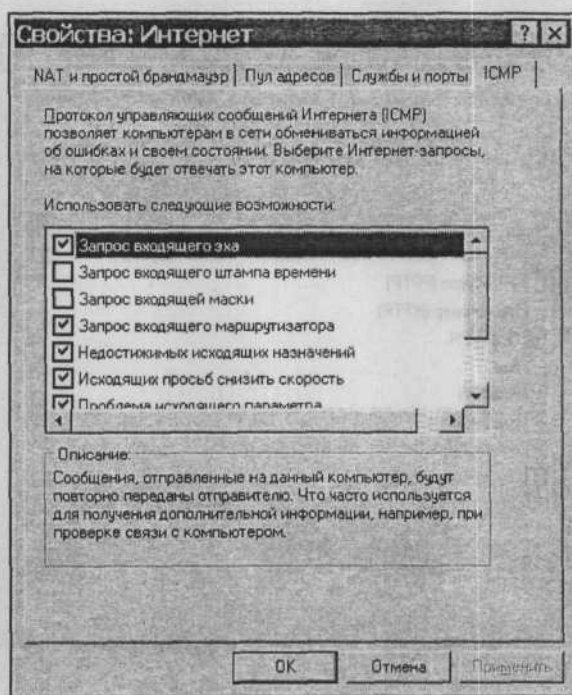 Свойства: Интернет
NAT и простой брандмауэр
Пул адресов
Службы и порты
ICMP
Протокол управляющих сообщений Интернета (ICMP)
позволяет компьютерам в сети обмениваться информацией
об ошибках и своем состоянии. Выберите Интернет-запросы,
на которые будет отвечать этот компьютер.
Использовать следующие возможности:
Запрос входящего эха
Запрос входящего штампа времени
Запрос входящей маски
Запрос входящего маршрутизатора
Недостижимых исходящих назначений
Исходящих просьб снизить скорость
Проблема исходящего параметра
Описание:
Сообщения, отправленные на данный компьютер, будут
повторно переданы отправителю. Что часто используется
для получения дополнительной информации, например, при
проверке связи с компьютером.
OK
Отмена
Применить